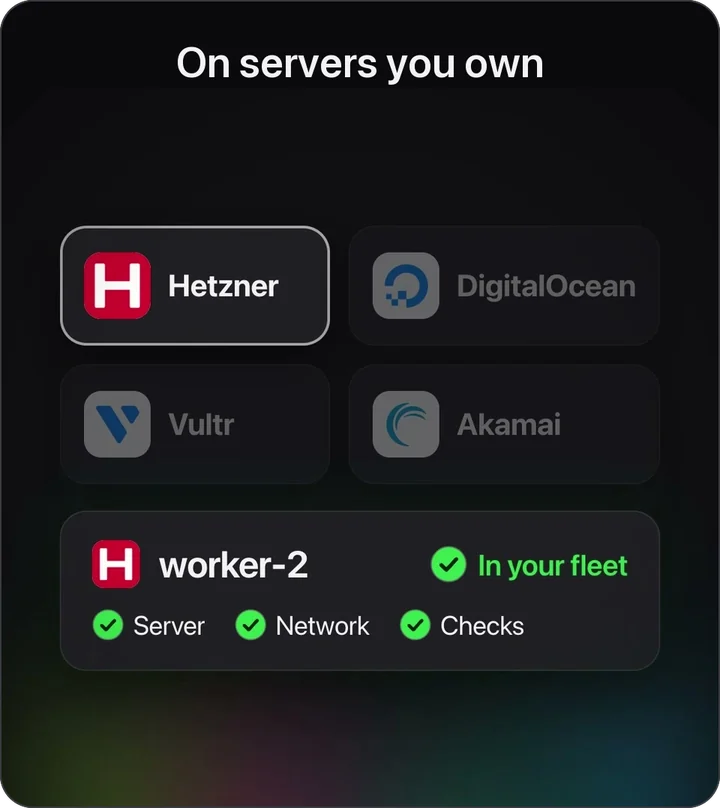 On servers you own
Hetzner
DigitalOcean
Vultr
Akamai
worker-2
In your fleet
Server
Network
Checks